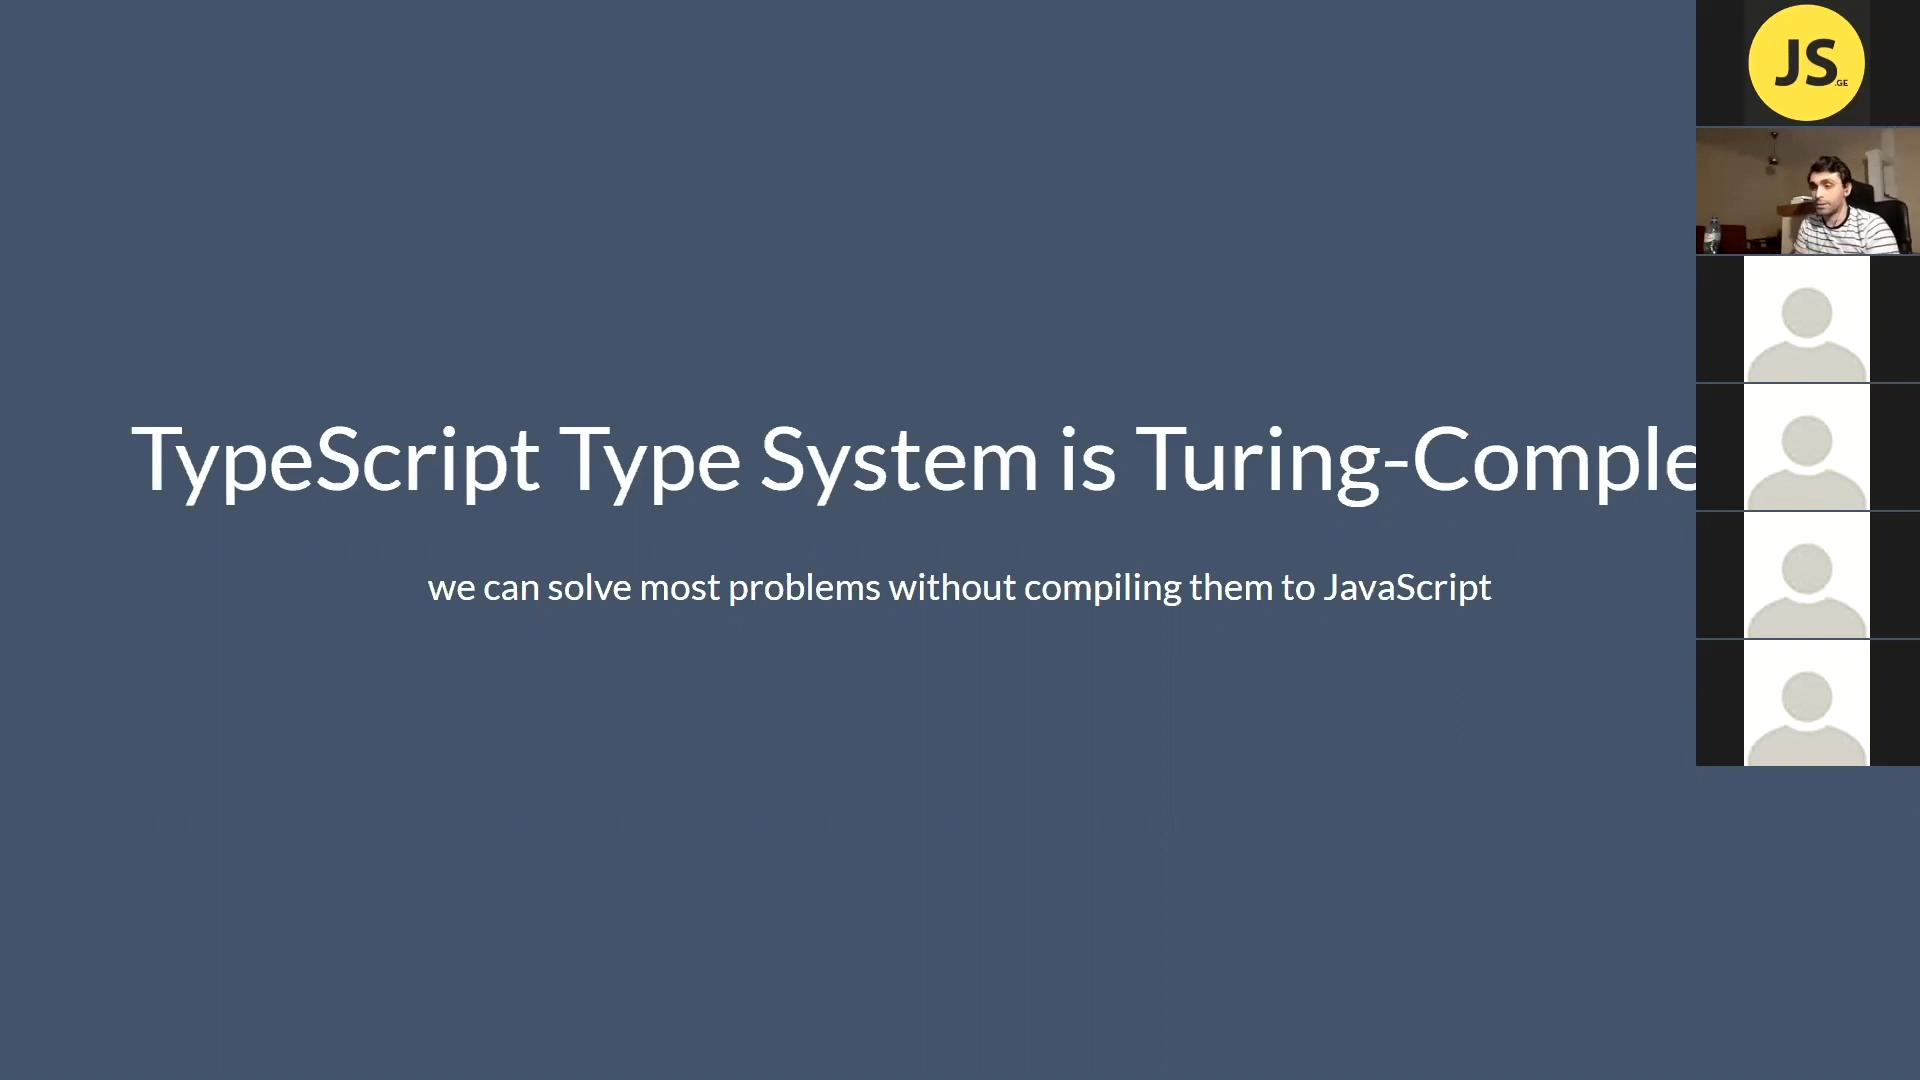 TypeScript Type System is Turing-Comple
we can solve most problems without compiling them to JavaScript
JS
.GE